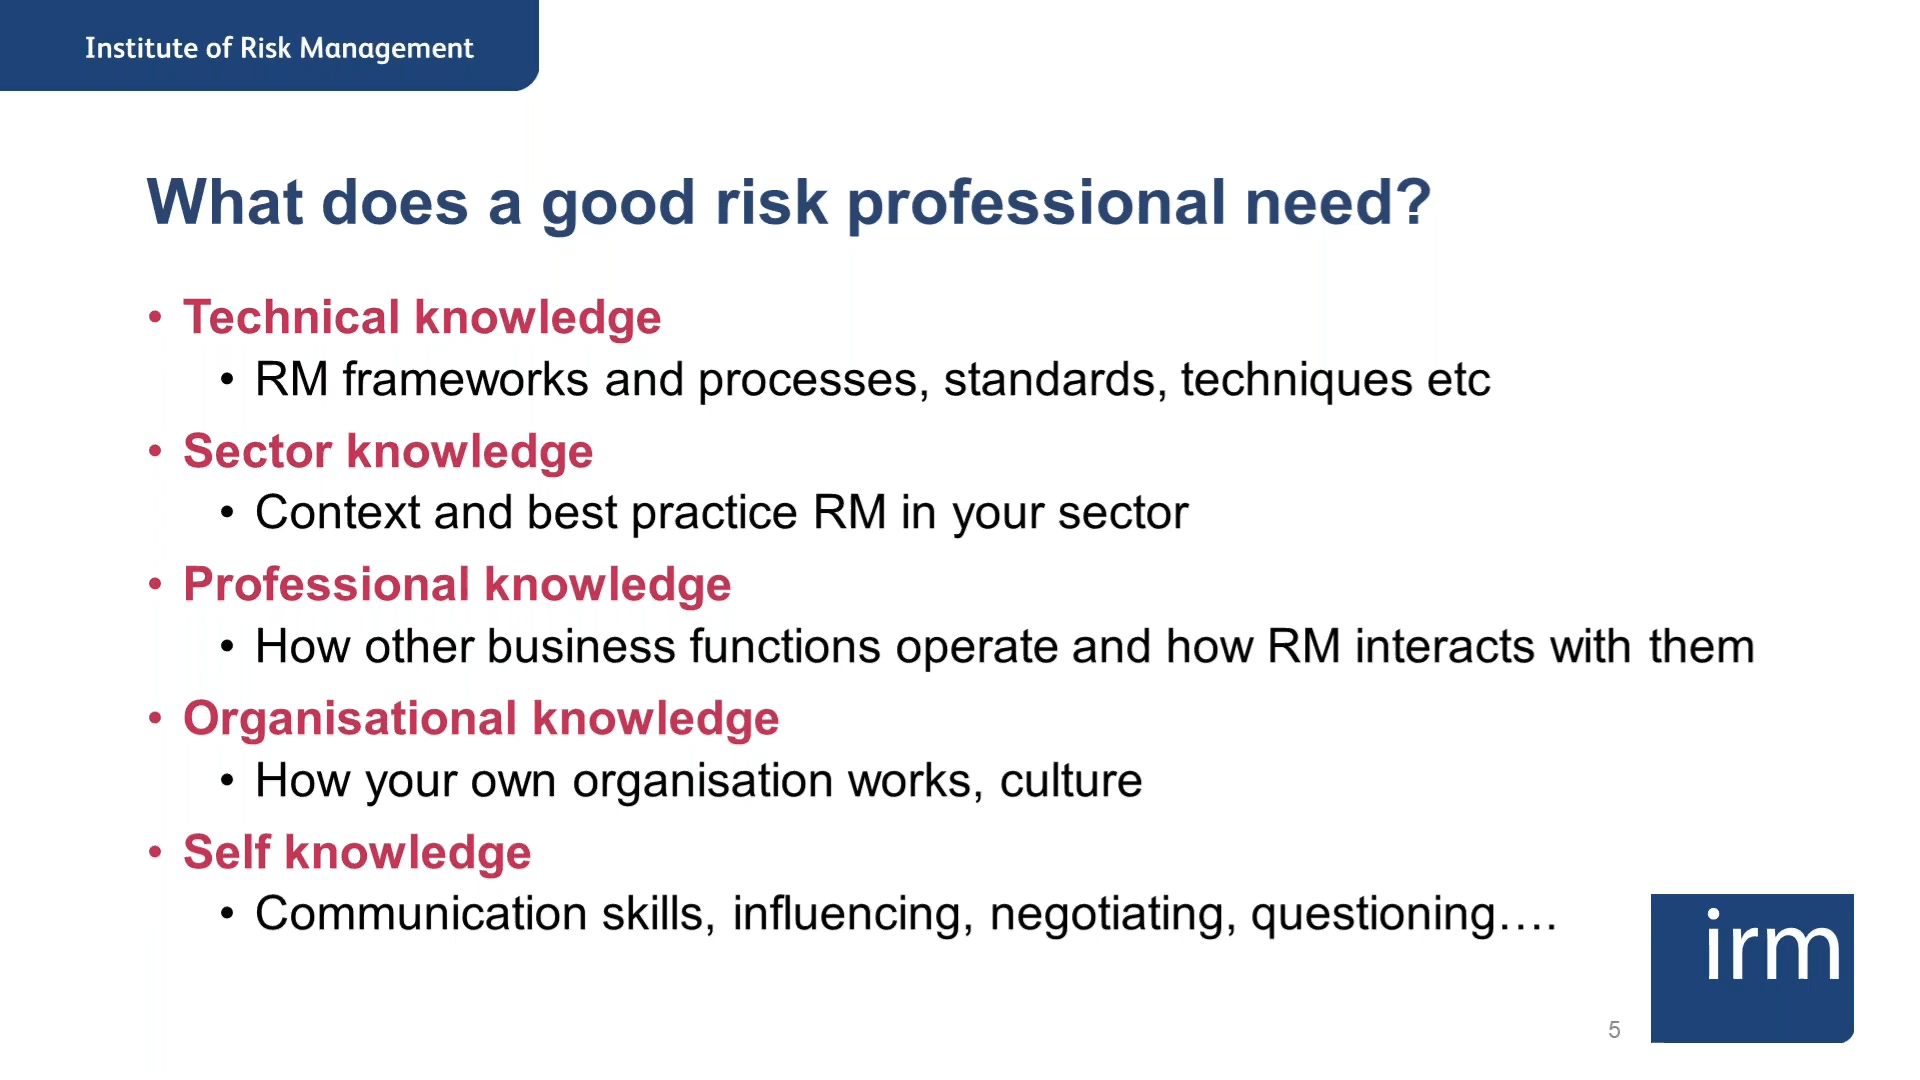 Institute of Risk Management
What does a good risk professional need?
• Technical knowledge
• RM frameworks and processes, standards, techniques etc
• Sector knowledge
• Context and best practice RM in your sector
• Professional knowledge
• How other business functions operate and how RM interacts with them
• Organisational knowledge
• How your own organisation works, culture
• Self knowledge
• Communication skills, influencing, negotiating, questioning….
irm
5